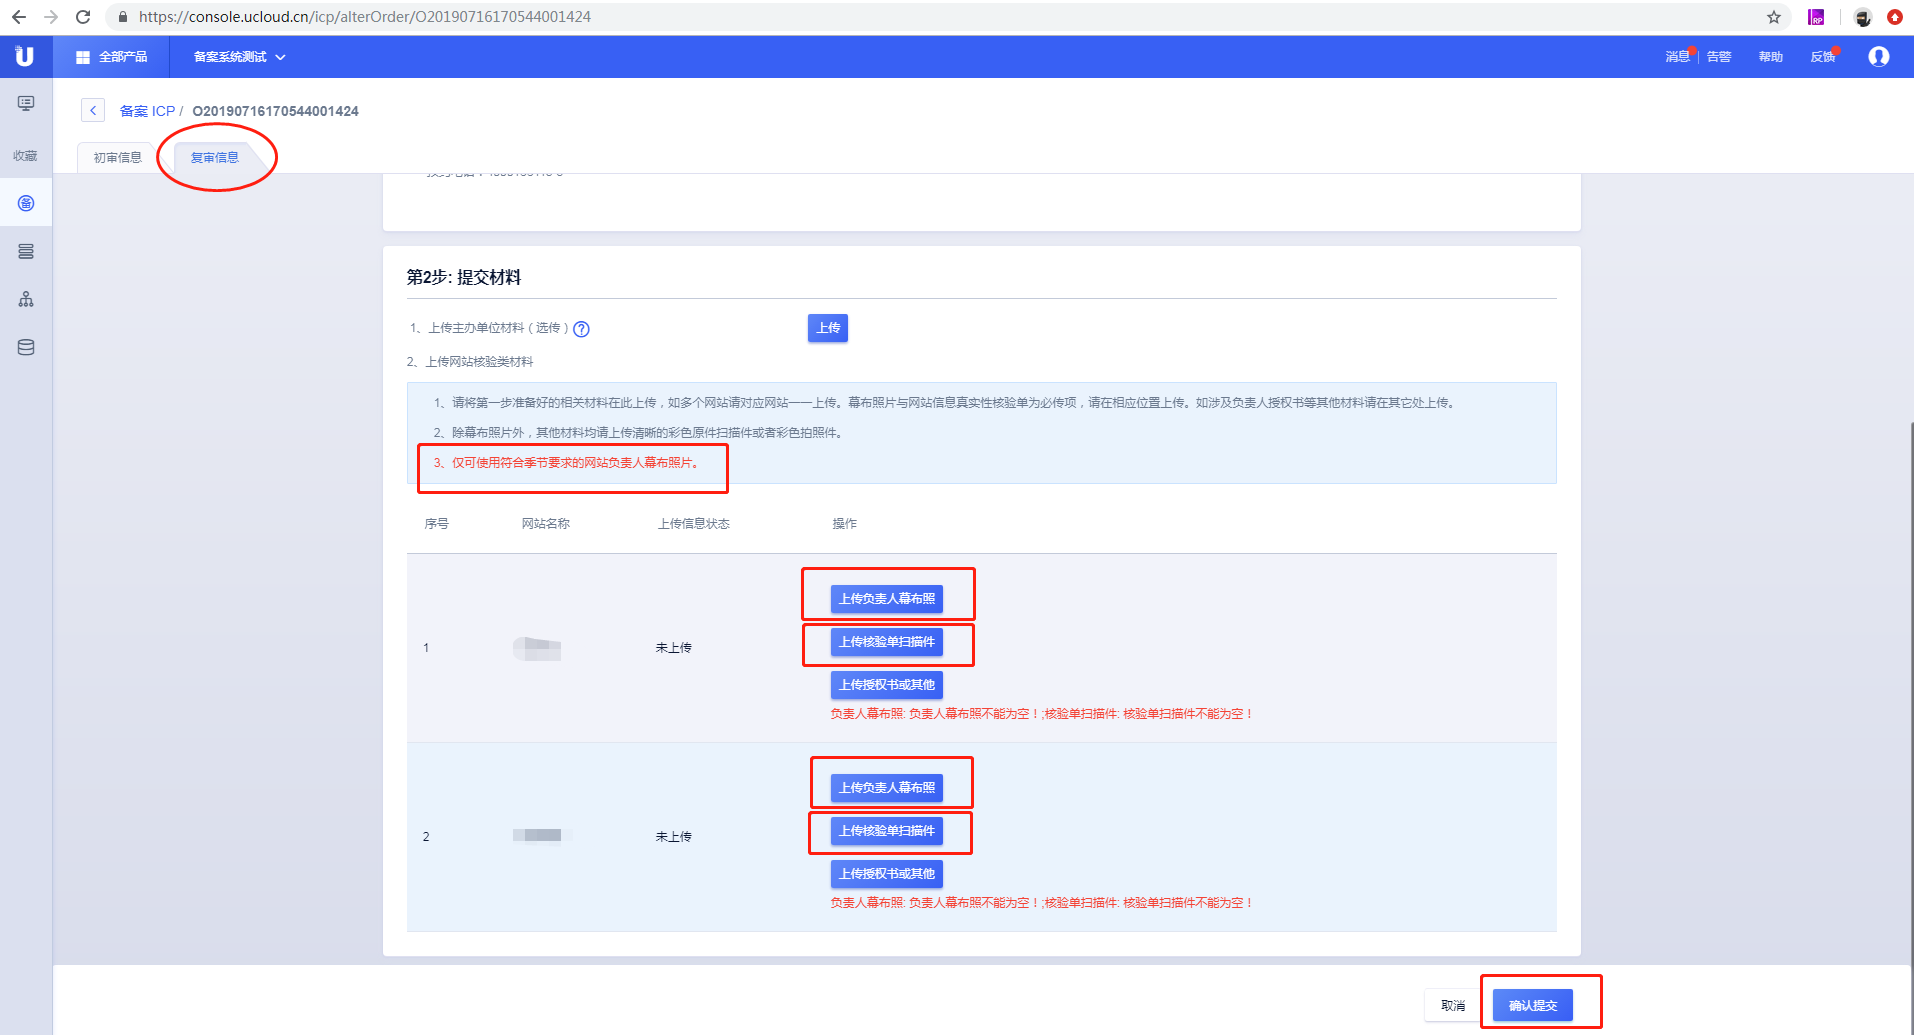 https://console.ucloud.cn/icp/alterOrder/O20190716170544001424
RP
U
全部产品
备案系统测试
消息
告警
帮助
反馈
备案 ICP / O20190716170544001424
收藏
初审信息
复审信息
备
第2步: 提交材料
1、上传主办单位材料（选传）?
上传
2、上传网站核验类材料
1、请将第一步准备好的相关材料在此上传，如多个网站请对应网站一一上传。幕布照片与网站信息真实性核验单为必传项，请在相应位置上传。如涉及负责人授权书等其他材料请在其它处上传。
2、除幕布照片外，其他材料均请上传清晰的彩色原件扫描件或者彩色拍照件。
3、仅可使用符合季节要求的网站负责人幕布照片。
序号 网站名称 上传信息状态 操作
上传负责人幕布照
1 未上传 上传核验单扫描件
上传授权书或其他
负责人幕布照: 负责人幕布照不能为空！;核验单扫描件: 核验单扫描件不能为空！
上传负责人幕布照
2 未上传 上传核验单扫描件
上传授权书或其他
负责人幕布照: 负责人幕布照不能为空！;核验单扫描件: 核验单扫描件不能为空！
取消
确认提交